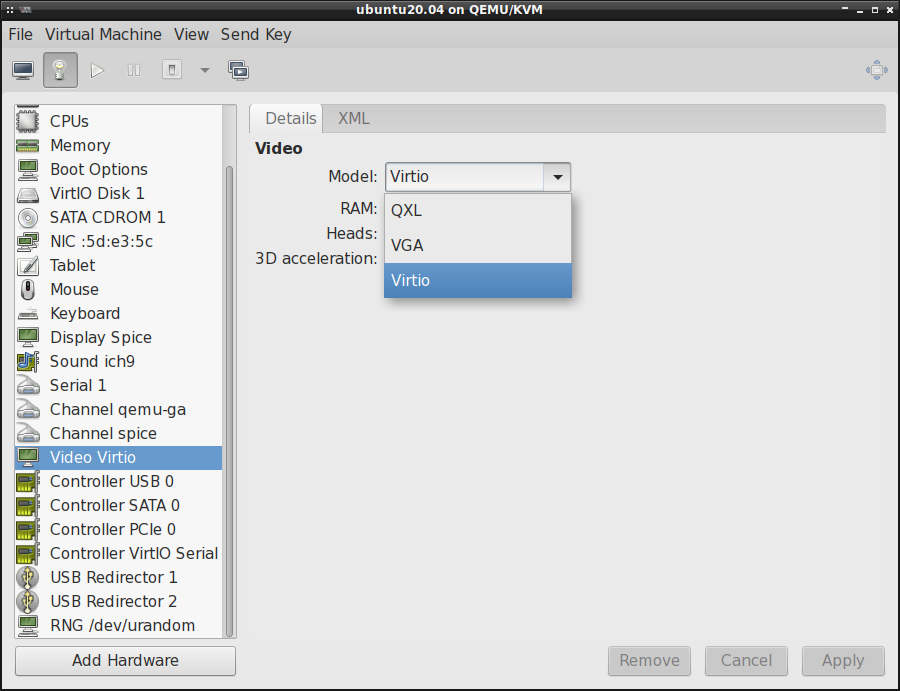 ubuntu20.04 on QEMU/KVM
File Virtual Machine View Send Key
CPUs
Memory
Boot Options
VirtIO Disk 1
SATA CDROM 1
NIC :5d:e3:5c
Tablet
Mouse
Keyboard
Display Spice
Sound ich9
Serial 1
Channel qemu-ga
Channel spice
Video Virtio
Controller USB 0
Controller SATA 0
Controller PCIe 0
Controller VirtIO Serial
USB Redirector 1
USB Redirector 2
RNG /dev/urandom
Add Hardware
Details XML
Video
Model: Virtio
RAM:
Heads:
3D acceleration:
QXL
VGA
Virtio
Remove Cancel Apply